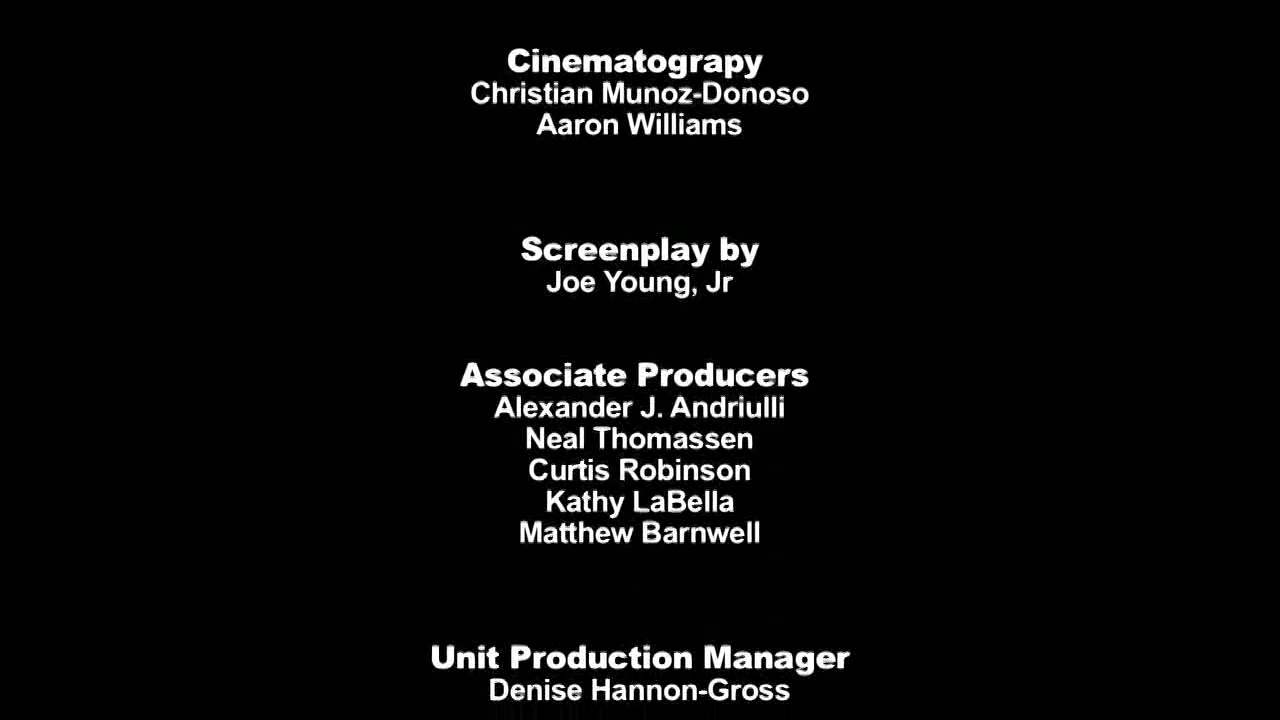 Cinematograpy
Christian Munoz-Donoso
Aaron Williams
Screenplay by
Joe Young, Jr
Associate Producers
Alexander J. Andriulli
Neal Thomassen
Curtis Robinson
Kathy LaBella
Matthew Barnwell
Unit Production Manager
Denise Hannon-Gross